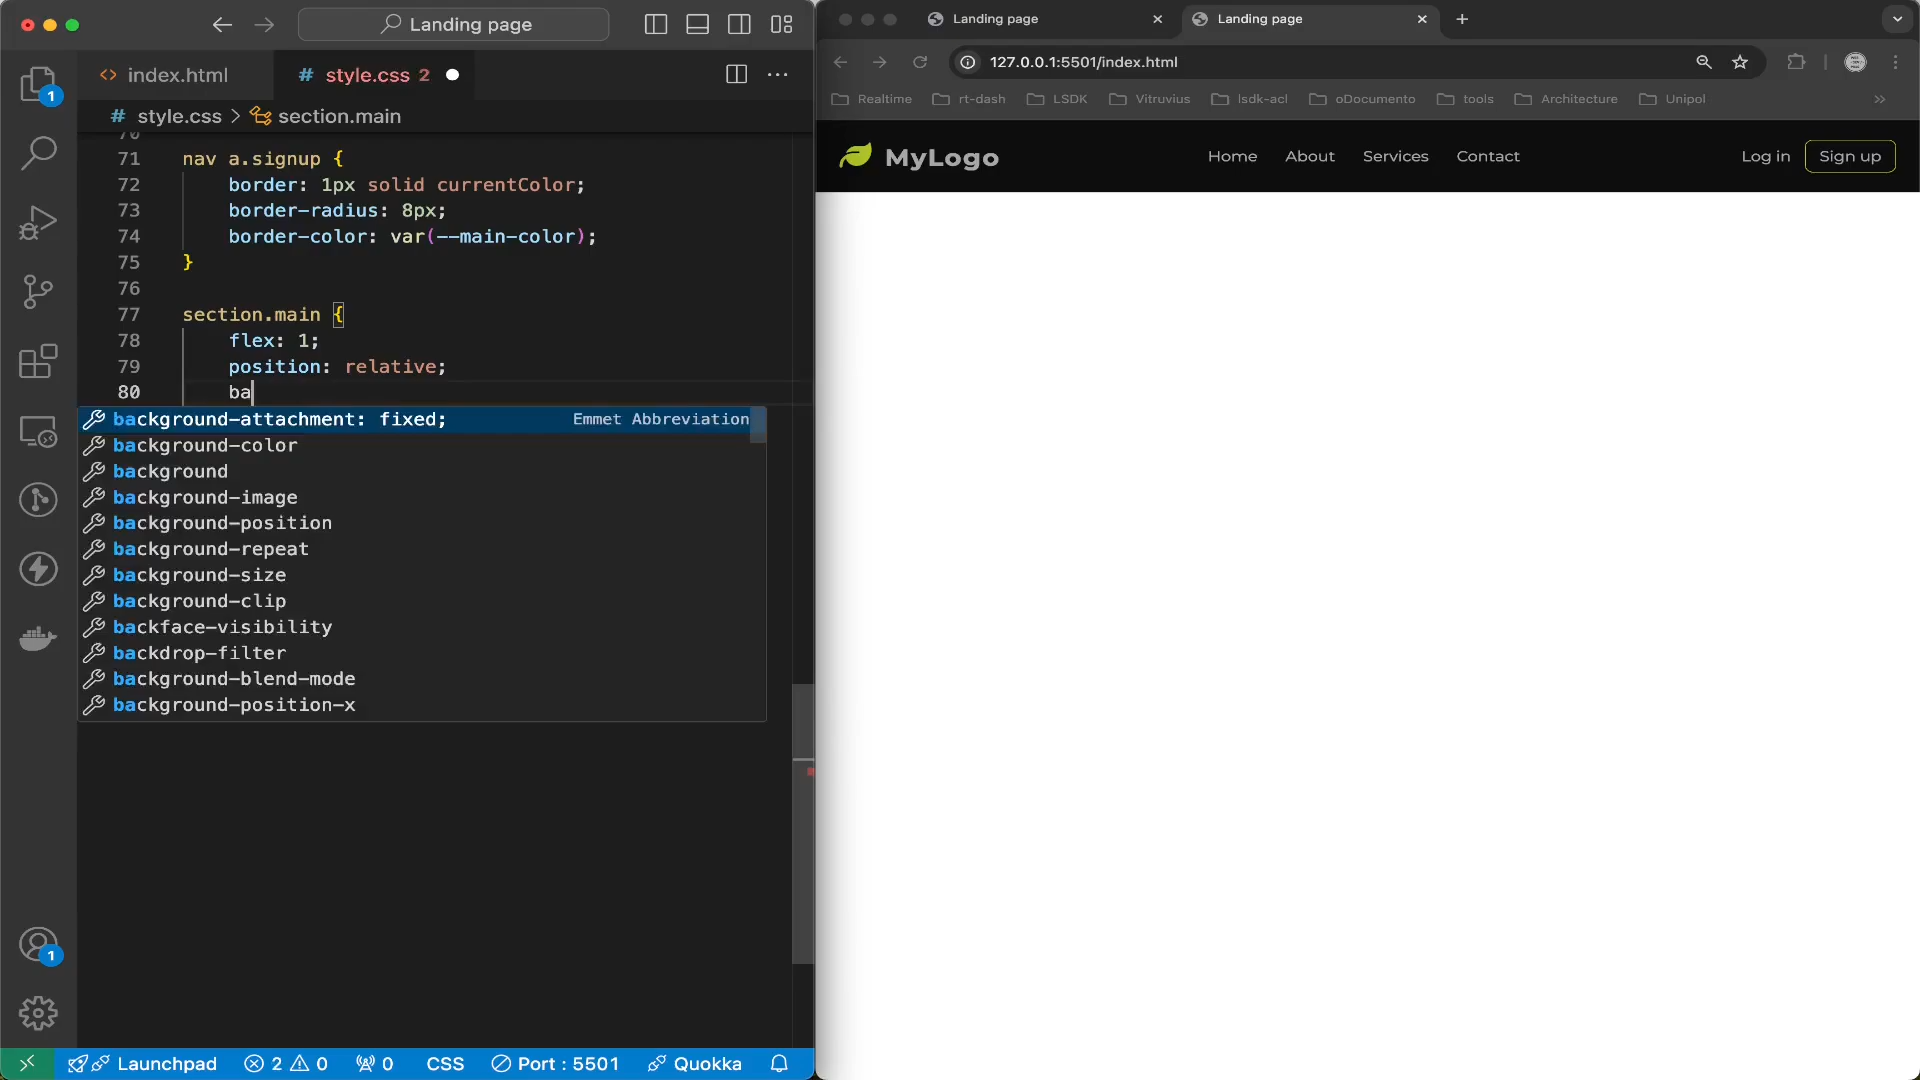 Landing page
index.html
# style.css 2
# style.css > section.main
70
71 nav a.signup {
72 border: 1px solid currentColor;
73 border-radius: 8px;
74 border-color: var(--main-color);
75 }
76
77 section.main {
78 flex: 1;
79 position: relative;
80 ba
background-attachment: fixed; Emmet Abbreviation
background-color
background
background-image
background-position
background-repeat
background-size
background-clip
backface-visibility
backdrop-filter
background-blend-mode
background-position-x
1
1
Launchpad 2 0 0 CSS Port : 5501 Quokka
Landing page
Landing page
127.0.0.1:5501/index.html
Realtime rt-dash LSDK Vitruvius lsdk-acl oDocumento tools Architecture Unipol
MyLogo Home About Services Contact Log in Sign up